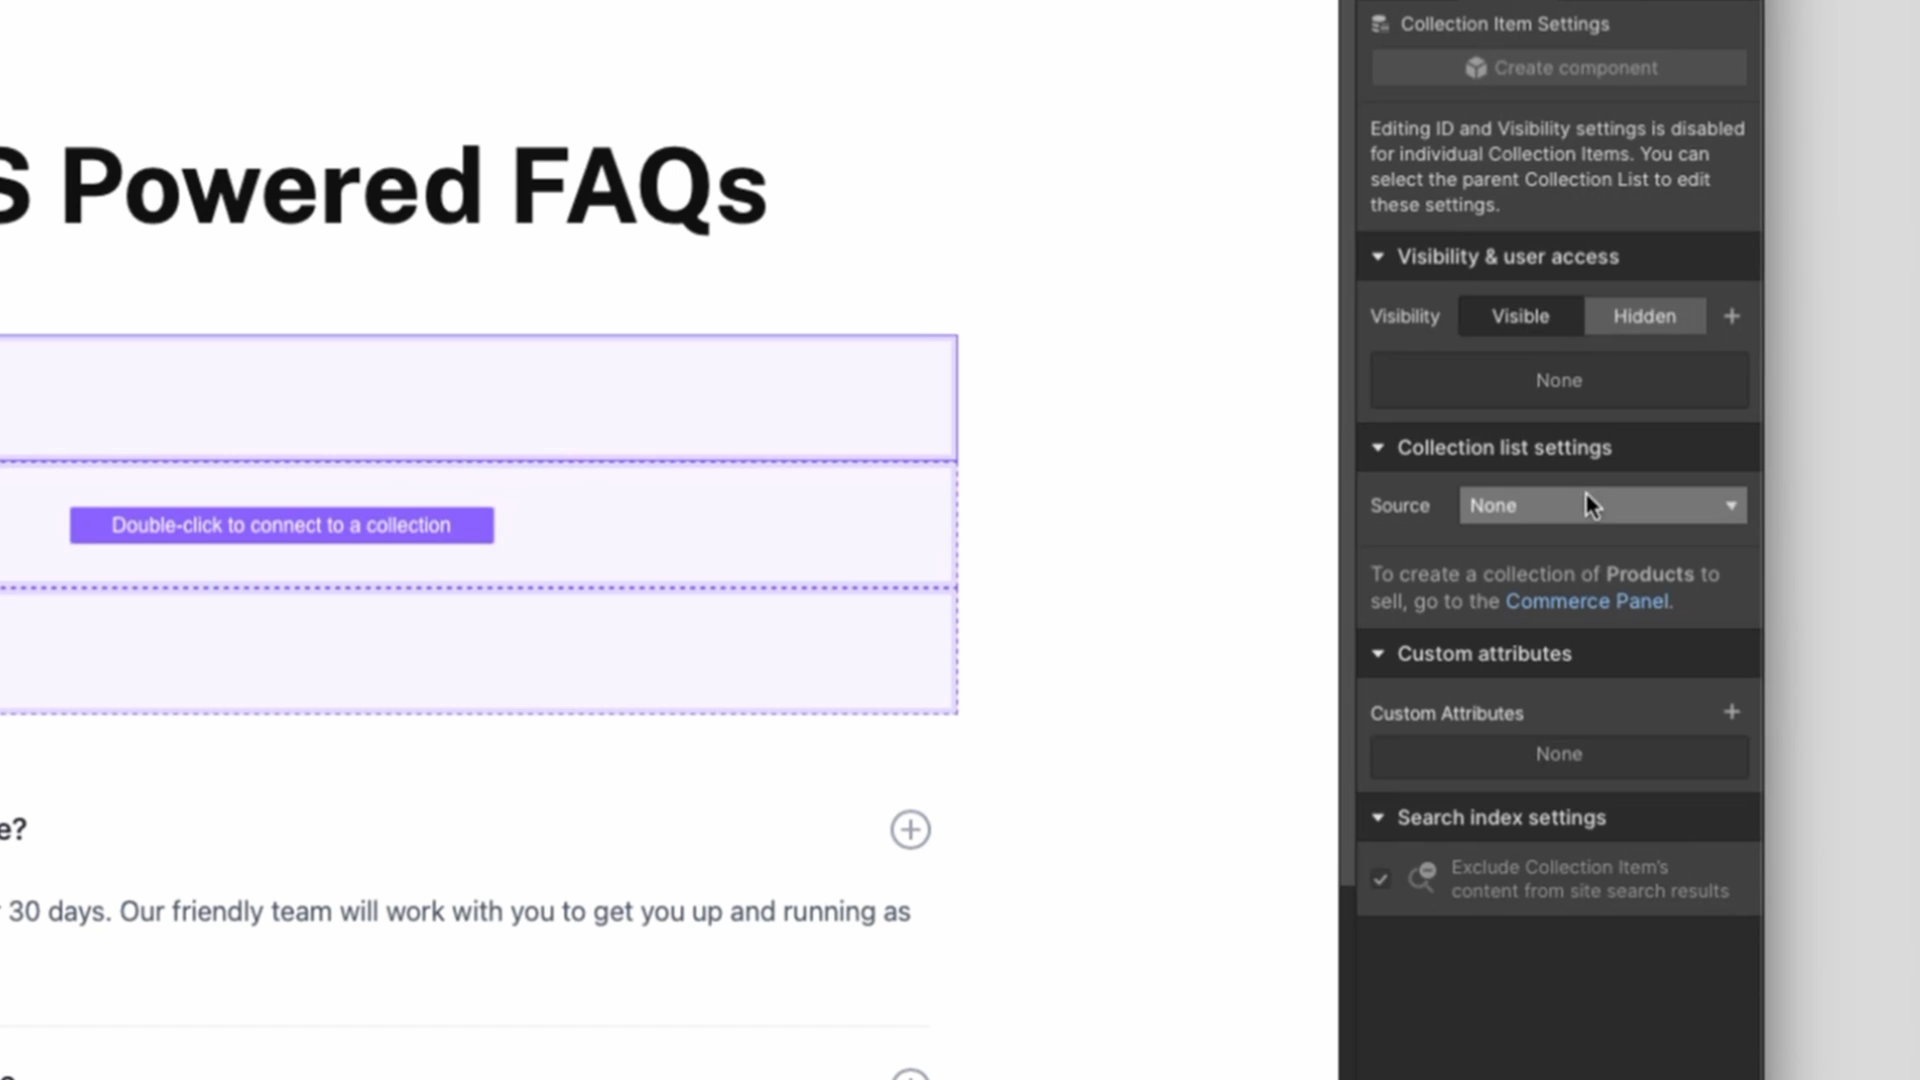 S Powered FAQs
Double-click to connect to a collection
e?
30 days. Our friendly team will work with you to get you up and running as
Collection Item Settings
Create component
Editing ID and Visibility settings is disabled
for individual Collection Items. You can
select the parent Collection List to edit
these settings.
Visibility & user access
Visibility Visible Hidden +
None
Collection list settings
Source None
To create a collection of Products to
sell, go to the Commerce Panel.
Custom attributes
Custom Attributes +
None
Search index settings
Exclude Collection Item's
content from site search results